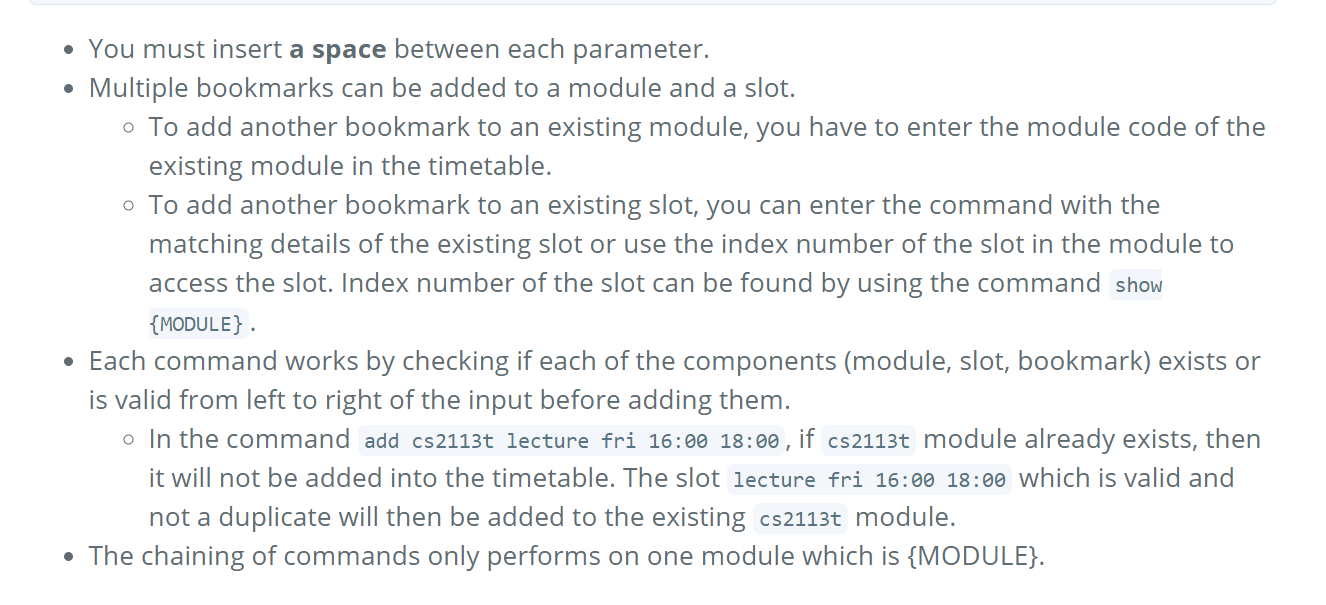 You must insert a space between each parameter.
Multiple bookmarks can be added to a module and a slot.
To add another bookmark to an existing module, you have to enter the module code of the
existing module in the timetable.
To add another bookmark to an existing slot, you can enter the command with the
matching details of the existing slot or use the index number of the slot in the module to
access the slot. Index number of the slot can be found by using the command show
{MODULE}.
Each command works by checking if each of the components (module, slot, bookmark) exists or
is valid from left to right of the input before adding them.
In the command add cs2113t lecture fri 16:00 18:00, if cs2113t module already exists, then
it will not be added into the timetable. The slot lecture fri 16:00 18:00 which is valid and
not a duplicate will then be added to the existing cs2113t module.
The chaining of commands only performs on one module which is {MODULE}.